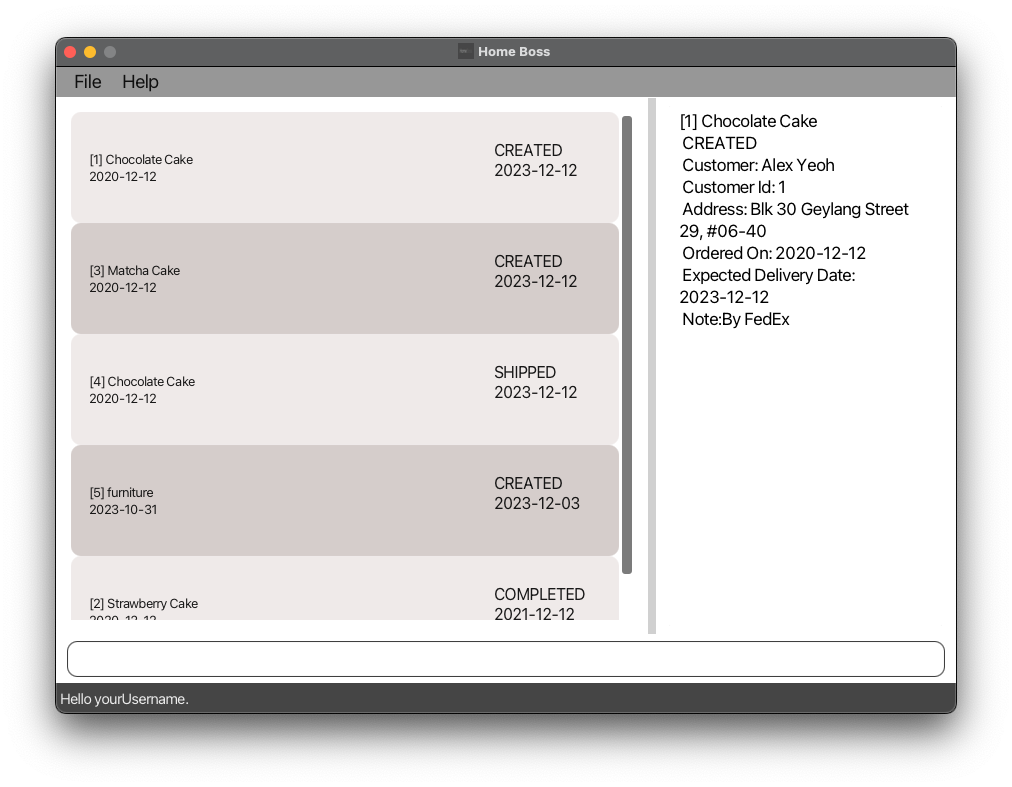 Home Boss
File Help
[1] Chocolate Cake
2020-12-12
CREATED
2023-12-12
[3] Matcha Cake
2020-12-12
CREATED
2023-12-12
[4] Chocolate Cake
2020-12-12
SHIPPED
2023-12-12
[5] furniture
2023-10-31
CREATED
2023-12-03
[2] Strawberry Cake
2020-12-12
COMPLETED
2021-12-12
[1] Chocolate Cake
CREATED
Customer: Alex Yeoh
Customer Id: 1
Address: Blk 30 Geylang Street
29, #06-40
Ordered On: 2020-12-12
Expected Delivery Date:
2023-12-12
Note:By FedEx
Hello yourUsername.